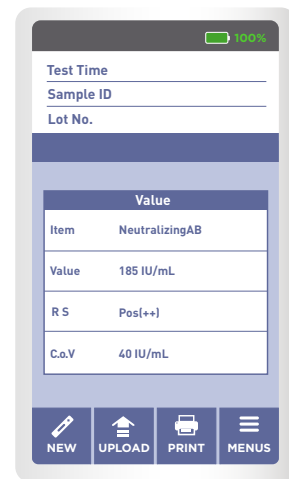 100%
Test Time
Sample ID
Lot No.
Value
Item NeutralizingAB
Value 185 IU/mL
R S Pos(++)
C.o.V 40 IU/mL
NEW UPLOAD PRINT MENUS